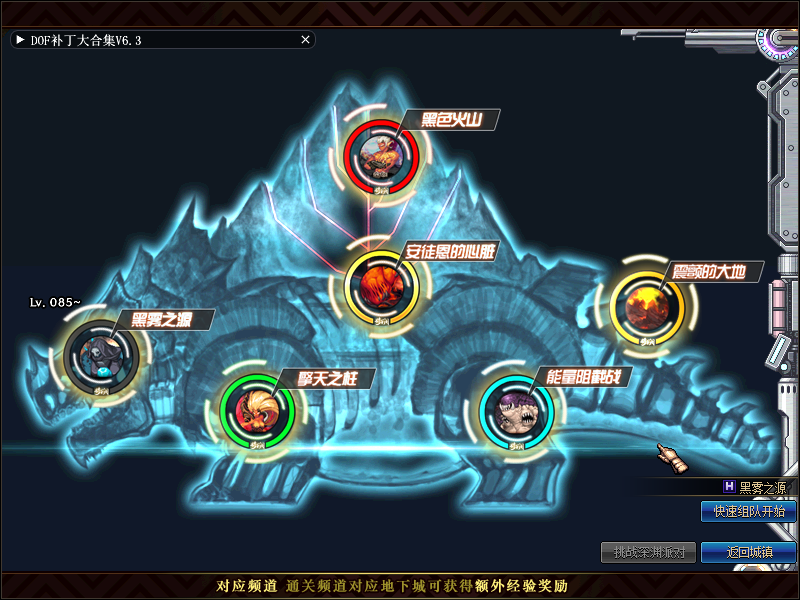 DOF补丁大合集V6.3
黑色火山
安徒恩的心脏
震颤的大地
Lv. 085~
黑雾之源
擎天之柱
能量阻截战
H 黑雾之源
快速组队开始
挑战深渊派对
返回城镇
对应频道 通关频道对应地下城可获得额外经验奖励